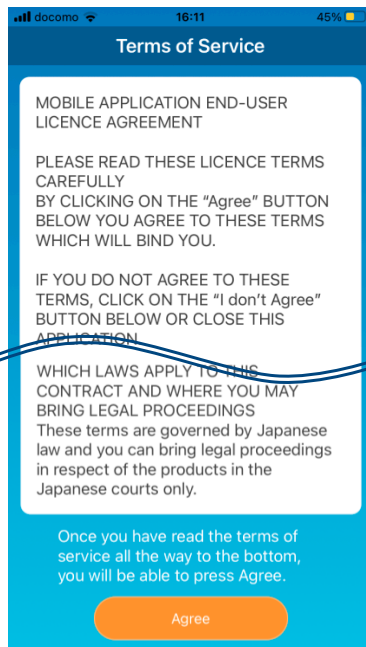 docomo 16:11 45%
Terms of Service
MOBILE APPLICATION END-USER
LICENCE AGREEMENT
PLEASE READ THESE LICENCE TERMS
CAREFULLY
BY CLICKING ON THE “Agree” BUTTON
BELOW YOU AGREE TO THESE TERMS
WHICH WILL BIND YOU.
IF YOU DO NOT AGREE TO THESE
TERMS, CLICK ON THE “I don't Agree”
BUTTON BELOW OR CLOSE THIS
APPLICATION
WHICH LAWS APPLY TO THIS
CONTRACT AND WHERE YOU MAY
BRING LEGAL PROCEEDINGS
These terms are governed by Japanese
law and you can bring legal proceedings
in respect of the products in the
Japanese courts only.
Once you have read the terms of
service all the way to the bottom,
you will be able to press Agree.
Agree